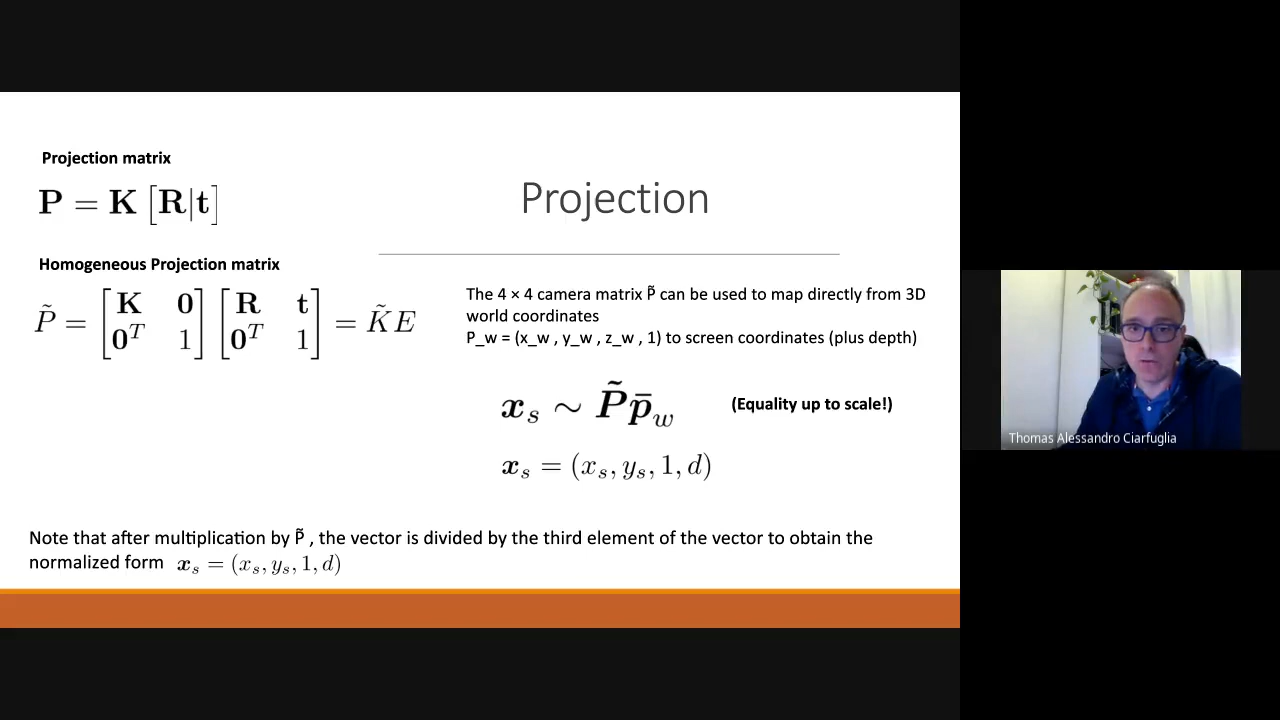 Projection matrix
P = K [R|t]
Projection
Homogeneous Projection matrix
P̃ = [K 0; 0^T 1] [R t; 0^T 1] = K̃E
The 4 × 4 camera matrix P̃ can be used to map directly from 3D
world coordinates
P_w = (x_w , y_w , z_w , 1) to screen coordinates (plus depth)
x_s ∼ P̃p̄_w (Equality up to scale!)
x_s = (x_s, y_s, 1, d)
Note that after multiplication by P̃ , the vector is divided by the third element of the vector to obtain the
normalized form x_s = (x_s, y_s, 1, d)
Thomas Alessandro Ciarfuglia